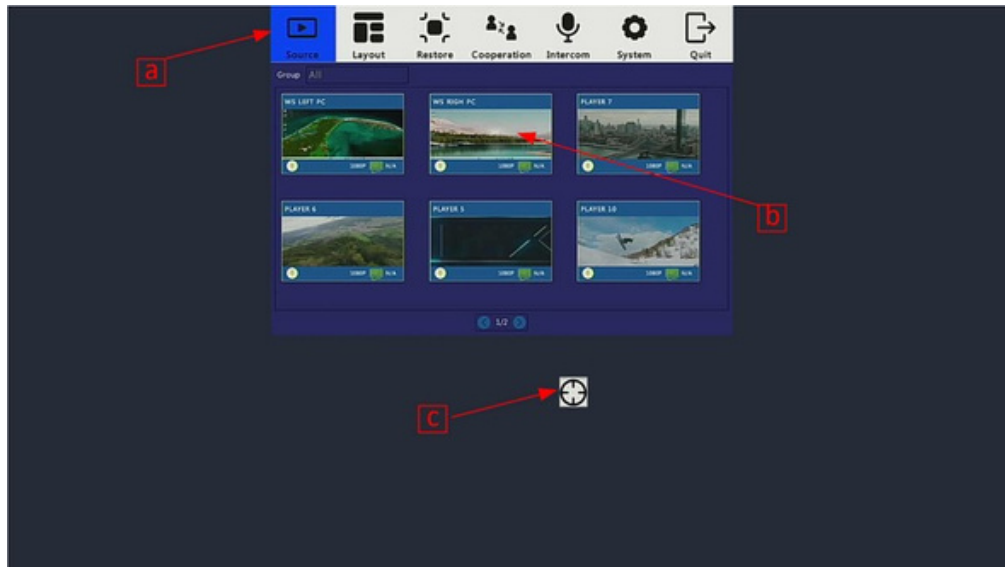 Source Layout Restore Cooperation Intercom System Quit
a
Group All
WS LEFT PC WS RIGH PC PLAYER 7
1080P N/A 1080P N/A 1080P N/A
b
PLAYER 6 PLAYER 5 PLAYER 10
1080P N/A 1080P N/A 1080P N/A
1/2
c